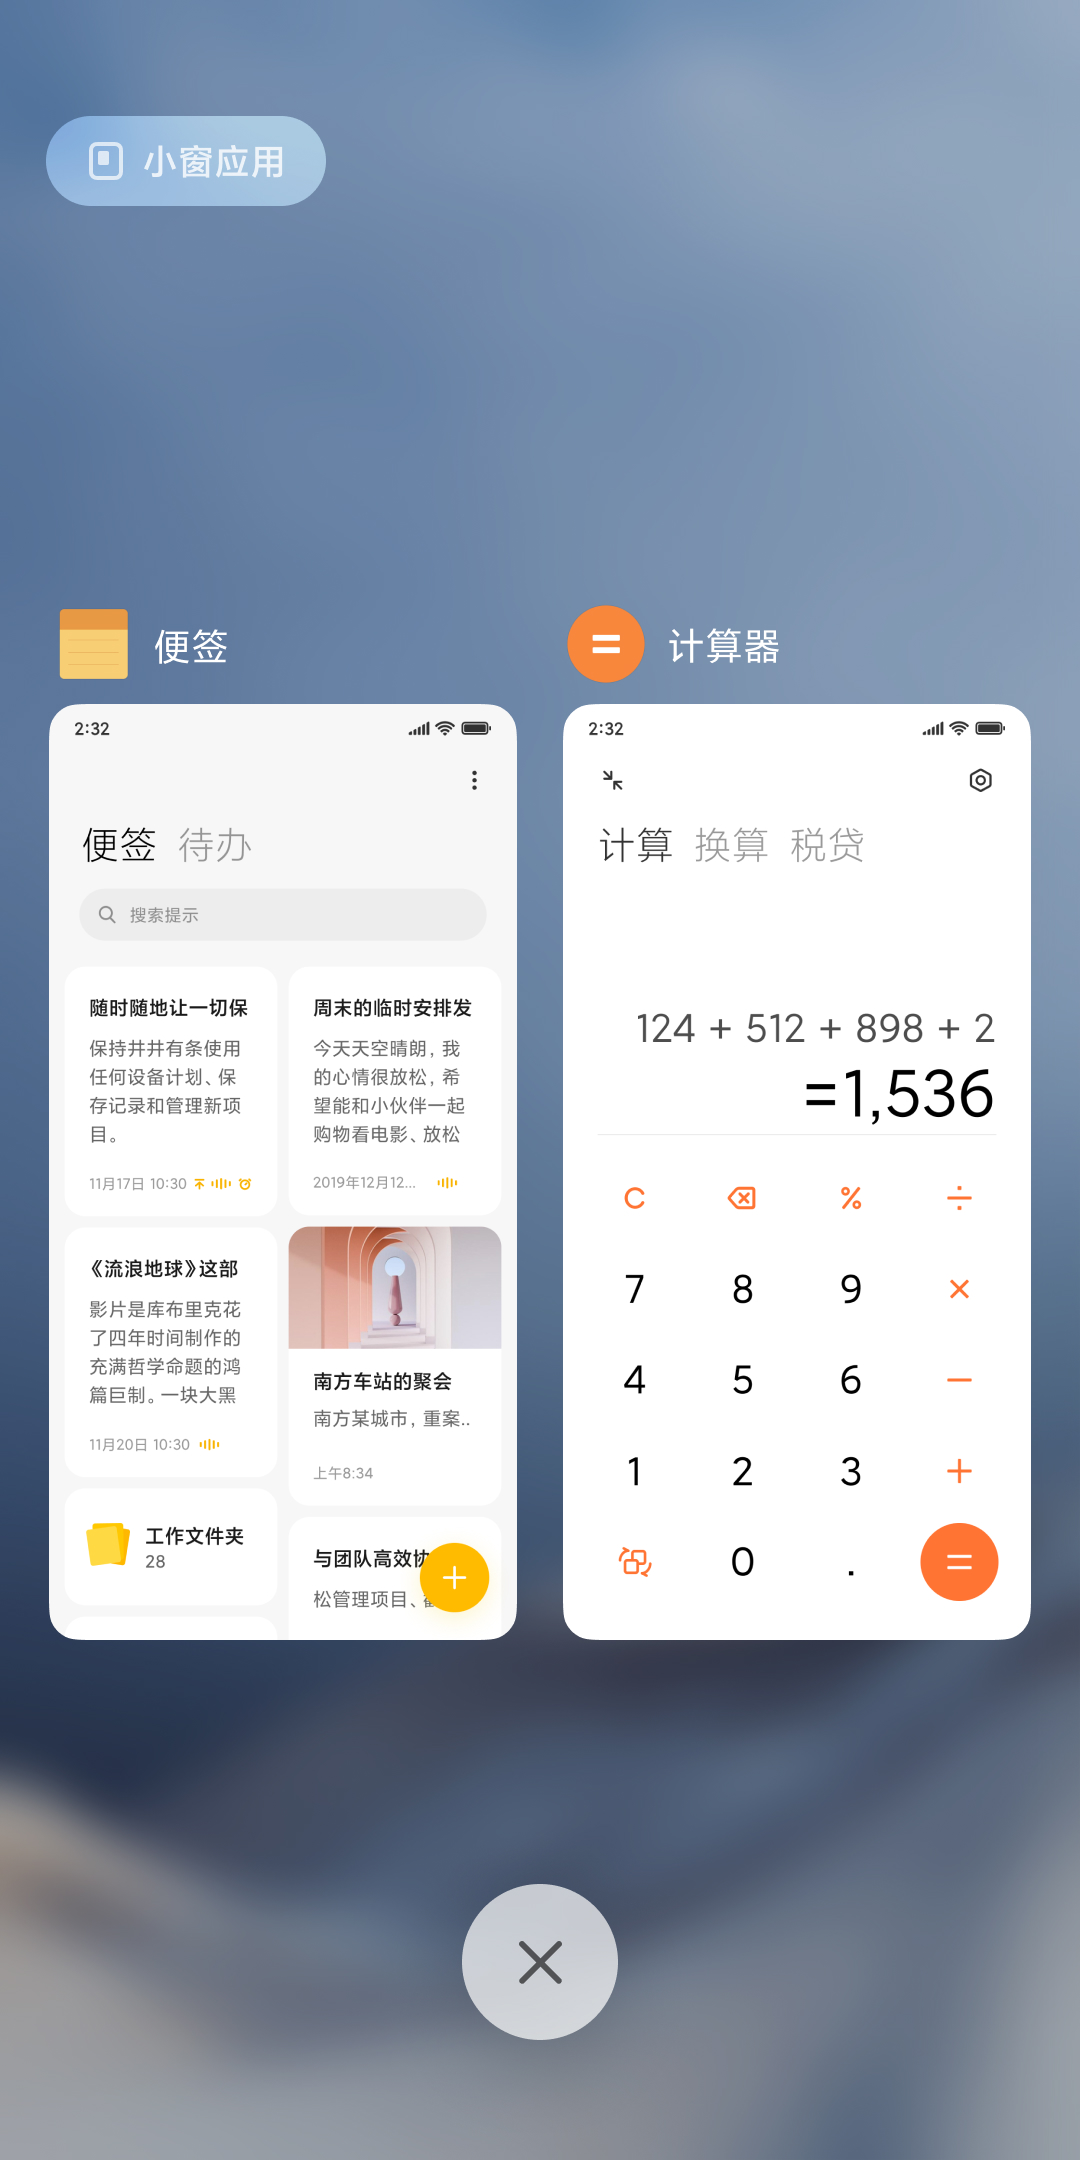 小窗应用
便签
2:32
便签 待办
搜索提示
随时随地让一切保
保持井井有条使用
任何设备计划、保
存记录和管理新项
目。
11月17日 10:30
周末的临时安排发
今天天空晴朗，我
的心情很放松，希
望能和小伙伴一起
购物看电影、放松
2019年12月12...
《流浪地球》这部
影片是库布里克花
了四年时间制作的
充满哲学命题的鸿
篇巨制。一块大黑
11月20日 10:30
南方车站的聚会
南方某城市，重案..
上午8:34
工作文件夹
28
与团队高效协
松管理项目、
计算器
2:32
计算 换算 税贷
124 + 512 + 898 + 2
=1,536
C % ÷
7 8 9 ×
4 5 6 −
1 2 3 +
0 . =